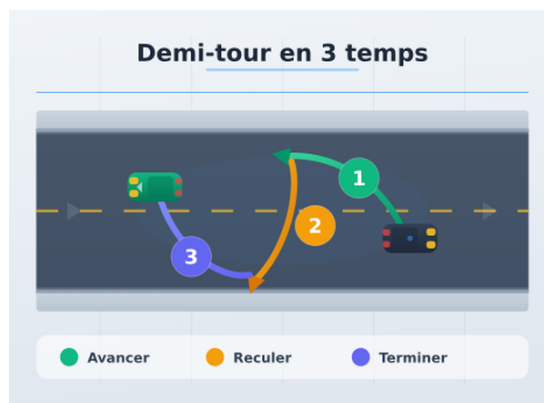 Demi-tour en 3 temps
1
2
3
Avancer
Reculer
Terminer